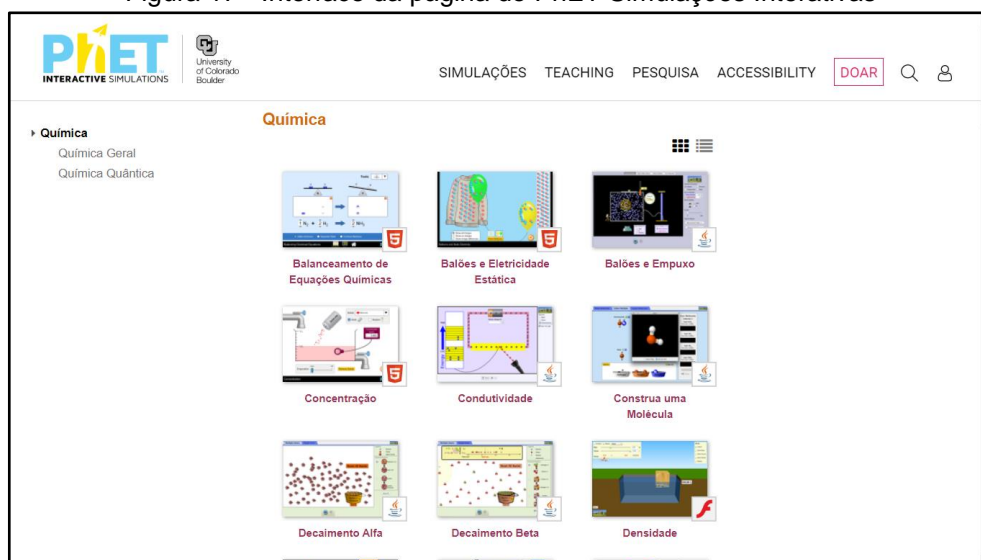 PhET
INTERACTIVE SIMULATIONS
University
of Colorado
Boulder
SIMULAÇÕES TEACHING PESQUISA ACCESSIBILITY DOAR
Química
Química Geral
Química Quântica
Química
Balanceamento de
Equações Químicas
Balões e Eletricidade
Estática
Balões e Empuxo
Concentração
Condutividade
Construa uma
Molécula
Decaimento Alfa
Decaimento Beta
Densidade